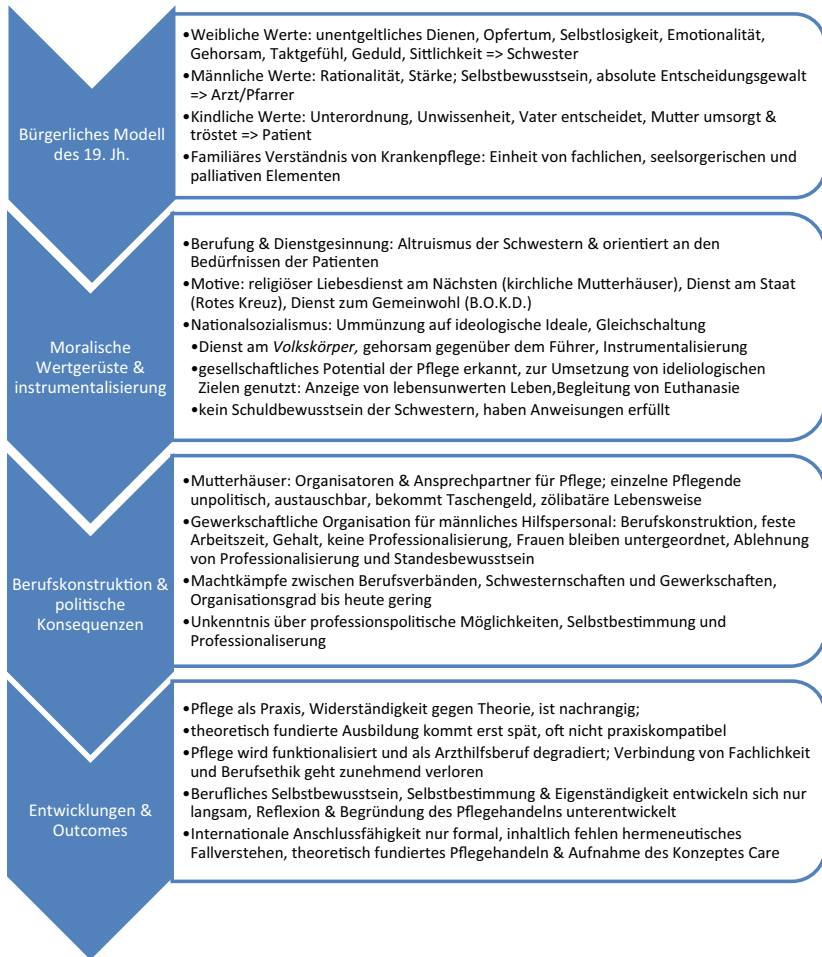 Bürgerliches Modell
des 19. Jh.
•Weibliche Werte: unentgeltliches Dienen, Opfertum, Selbstlosigkeit, Emotionalität,
Gehorsam, Taktgefühl, Geduld, Sittlichkeit => Schwester
•Männliche Werte: Rationalität, Stärke; Selbstbewusstsein, absolute Entscheidungsgewalt
=> Arzt/Pfarrer
•Kindliche Werte: Unterordnung, Unwissenheit, Vater entscheidet, Mutter umsorgt &
tröstet => Patient
•Familiäres Verständnis von Krankenpflege: Einheit von fachlichen, seelsorgerischen und
palliativen Elementen
Moralische
Wertgerüste &
instrumentalisierung
•Berufung & Dienstgesinnung: Altruismus der Schwestern & orientiert an den
Bedürfnissen der Patienten
•Motive: religiöser Liebesdienst am Nächsten (kirchliche Mutterhäuser), Dienst am Staat
(Rotes Kreuz), Dienst zum Gemeinwohl (B.O.K.D.)
•Nationalsozialismus: Ummünzung auf ideologische Ideale, Gleichschaltung
•Dienst am Volkskörper, gehorsam gegenüber dem Führer, Instrumentalisierung
•gesellschaftliches Potential der Pflege erkannt, zur Umsetzung von ideliologischen
Zielen genutzt: Anzeige von lebensunwerten Leben,Begleitung von Euthanasie
•kein Schuldbewusstsein der Schwestern, haben Anweisungen erfüllt
Berufskonstruktion &
politische
Konsequenzen
•Mutterhäuser: Organisatoren & Ansprechpartner für Pflege; einzelne Pflegende
unpolitisch, austauschbar, bekommt Taschengeld, zölibatäre Lebensweise
•Gewerkschaftliche Organisation für männliches Hilfspersonal: Berufskonstruktion, feste
Arbeitszeit, Gehalt, keine Professionalisierung, Frauen bleiben untergeordnet, Ablehnung
von Professionalisierung und Standesbewusstsein
•Machtkämpfe zwischen Berufsverbänden, Schwesternschaften und Gewerkschaften,
Organisationsgrad bis heute gering
•Unkenntnis über professionspolitische Möglichkeiten, Selbstbestimmung und
Professionaliserung
Entwicklungen &
Outcomes
•Pflege als Praxis, Widerständigkeit gegen Theorie, ist nachrangig;
•theoretisch fundierte Ausbildung kommt erst spät, oft nicht praxiskompatibel
•Pflege wird funktionalisiert und als Arzthilfsberuf degradiert; Verbindung von Fachlichkeit
und Berufsethik geht zunehmend verloren
•Berufliches Selbstbewusstsein, Selbstbestimmung & Eigenständigkeit entwickeln sich nur
langsam, Reflexion & Begründung des Pflegehandelns unterentwickelt
•Internationale Anschlussfähigkeit nur formal, inhaltlich fehlen hermeneutisches
Fallverstehen, theoretisch fundiertes Pflegehandeln & Aufnahme des Konzeptes Care